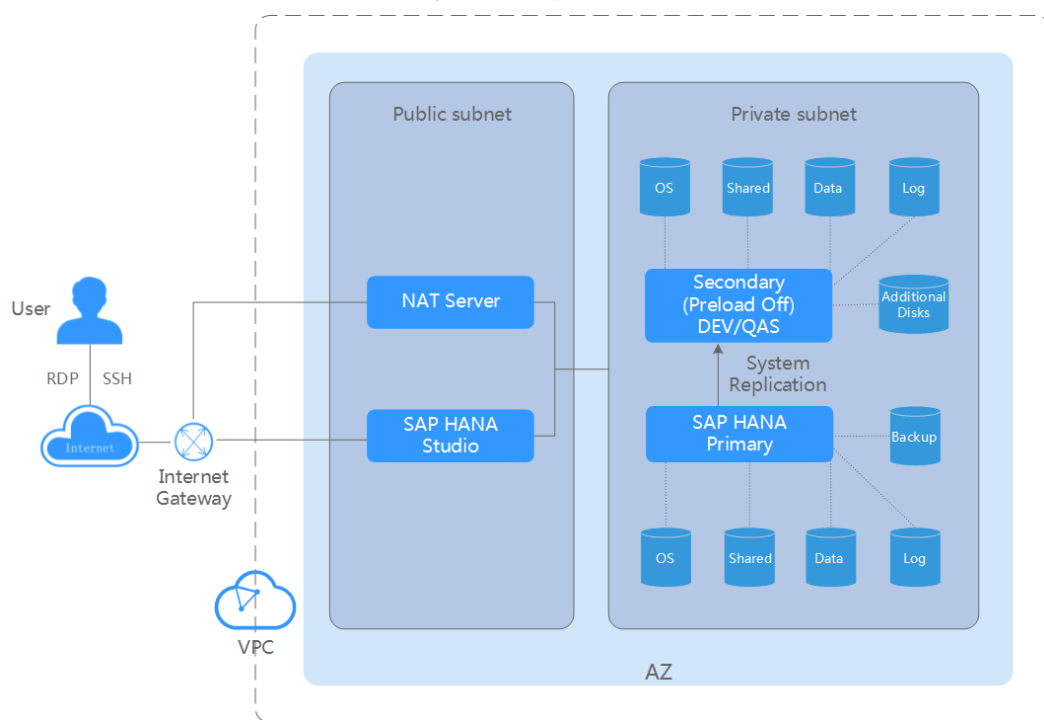 Public subnet
Private subnet
OS
Shared
Data
Log
User
NAT Server
Secondary
(Preload Off)
DEV/QAS
Additional
Disks
RDP
SSH
System
Replication
Internet
SAP HANA
Studio
SAP HANA
Primary
Backup
Internet
Gateway
OS
Shared
Data
Log
VPC
AZ